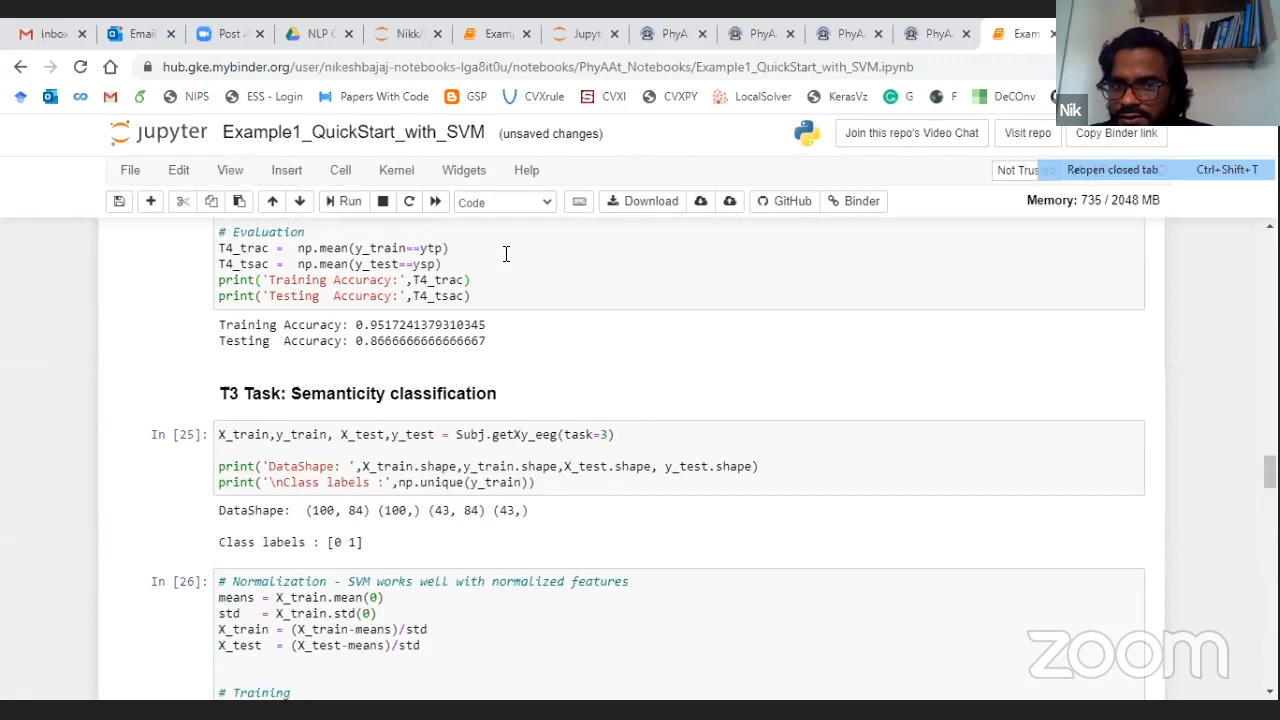 Inbox Email Post A NLP C Nikk/ Exam Jupyt PhyAA PhyAA PhyAA PhyAA Exam
hub.gke.mybinder.org/user/nikeshbajaj-notebooks-lga8it0u/notebooks/PhyAAt_Notebooks/Example1_QuickStart_with_SVM.ipynb
NIPS ESS - Login Papers With Code GSP CVXrule CVXI CVXPY LocalSolver KerasVz G F DeCOnv
Nik
jupyter Example1_QuickStart_with_SVM (unsaved changes) Join this repo's Video Chat Visit repo Copy Binder link
File Edit View Insert Cell Kernel Widgets Help Not Trus Reopen closed tab Ctrl+Shift+T
Run Code Download GitHub Binder Memory: 735 / 2048 MB
# Evaluation
T4_trac =  np.mean(y_train==ytp)
T4_tsac =  np.mean(y_test==ysp)
print('Training Accuracy:',T4_trac)
print('Testing  Accuracy:',T4_tsac)
Training Accuracy: 0.9517241379310345
Testing  Accuracy: 0.8666666666666667
T3 Task: Semanticity classification
In [25]: X_train,y_train, X_test,y_test = Subj.getXy_eeg(task=3)
print('DataShape: ',X_train.shape,y_train.shape,X_test.shape, y_test.shape)
print('\nClass labels :',np.unique(y_train))
DataShape:  (100, 84) (100,) (43, 84) (43,)
Class labels : [0 1]
In [26]: # Normalization - SVM works well with normalized features
means = X_train.mean(0)
std   = X_train.std(0)
X_train = (X_train-means)/std
X_test  = (X_test-means)/std
# Training
zoom